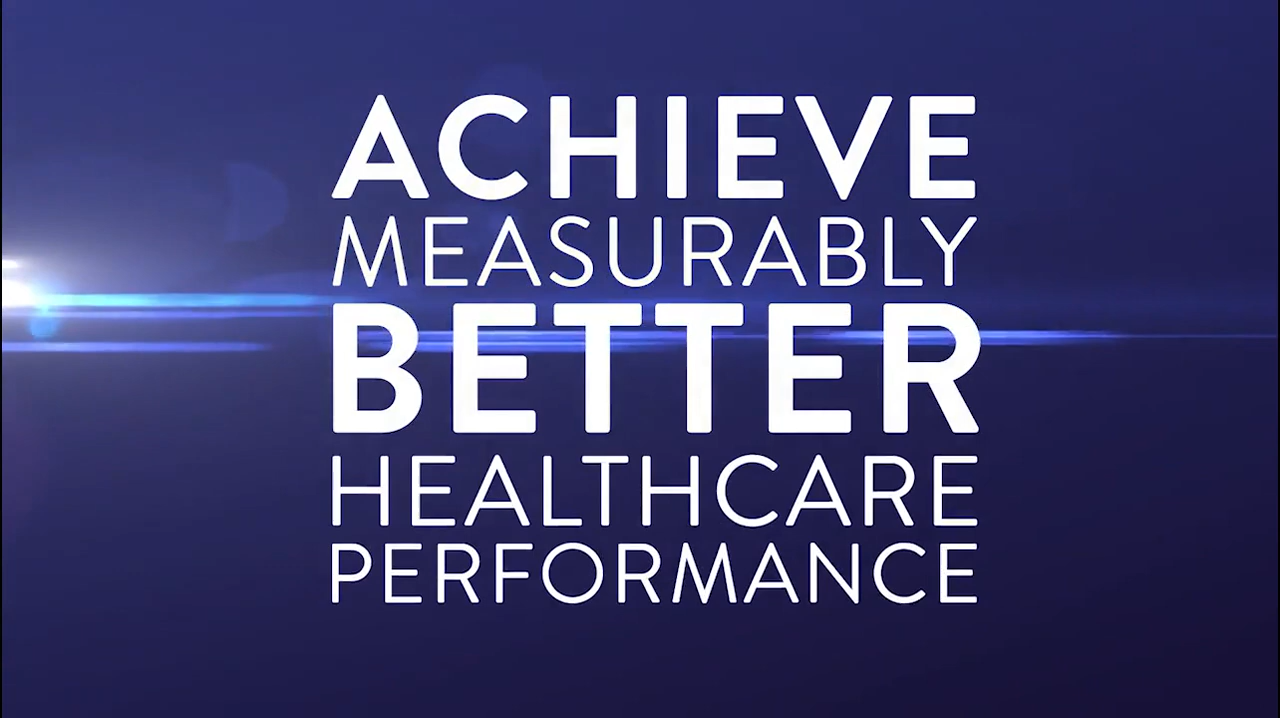 ACHIEVE
MEASURABLY
BETTER
HEALTHCARE
PERFORMANCE